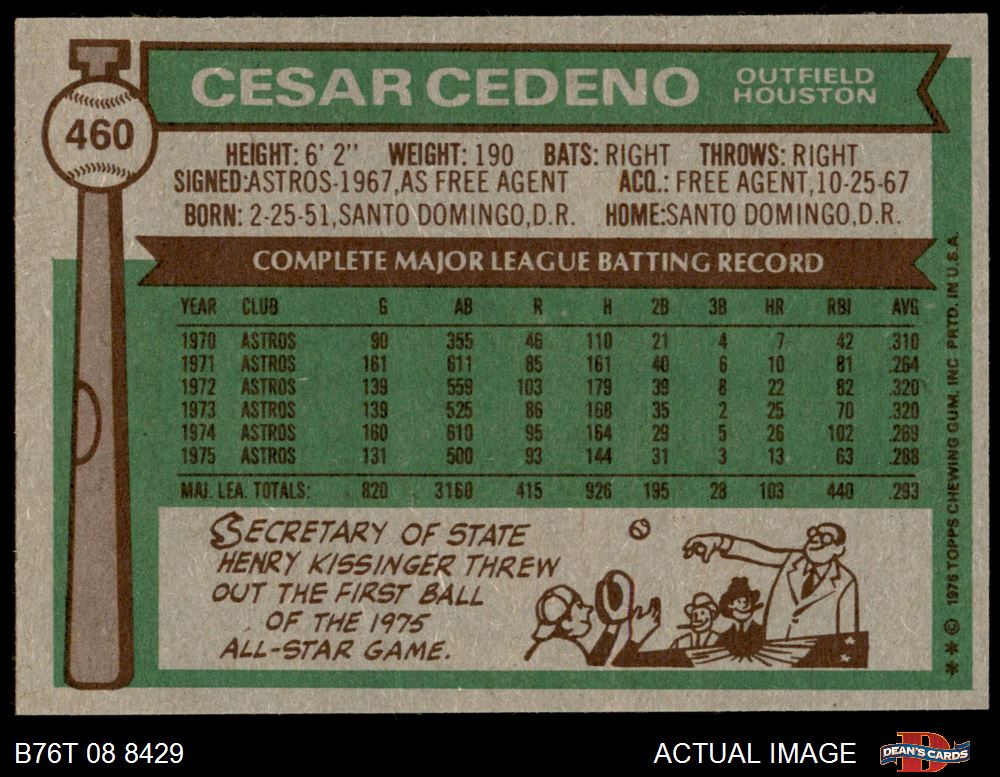 460
CESAR CEDENO
OUTFIELD
HOUSTON
HEIGHT: 6' 2" WEIGHT: 190 BATS: RIGHT THROWS: RIGHT
SIGNED:ASTROS-1967,AS FREE AGENT ACQ.: FREE AGENT,10-25-67
BORN: 2-25-51,SANTO DOMINGO,D.R. HOME:SANTO DOMINGO,D.R.
COMPLETE MAJOR LEAGUE BATTING RECORD
YEAR CLUB G AB R H 2B 3B HR RBI AVG
1970 ASTROS 90 355 46 110 21 4 7 42 .310
1971 ASTROS 161 611 85 161 40 6 10 81 .264
1972 ASTROS 139 559 103 179 39 8 22 82 .320
1973 ASTROS 139 525 86 168 35 2 25 70 .320
1974 ASTROS 160 610 95 164 29 5 26 102 .269
1975 ASTROS 131 500 93 144 31 3 13 63 .288
MAJ. LEA. TOTALS: 820 3160 415 926 195 28 103 440 .293
SECRETARY OF STATE
HENRY KISSINGER THREW
OUT THE FIRST BALL
OF THE 1975
ALL-STAR GAME.
** © 1976 TOPPS CHEWING GUM, INC. PRTD. IN U.S.A.
B76T 08 8429
ACTUAL IMAGE
D
DEAN'S CARDS